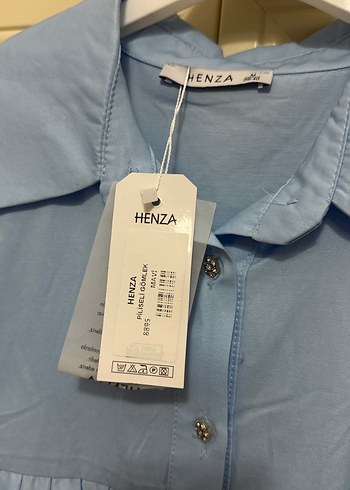 HENZA
M
HENZA
HENZA
PİLİSELİ GÖMLEK
MAVİ
8895